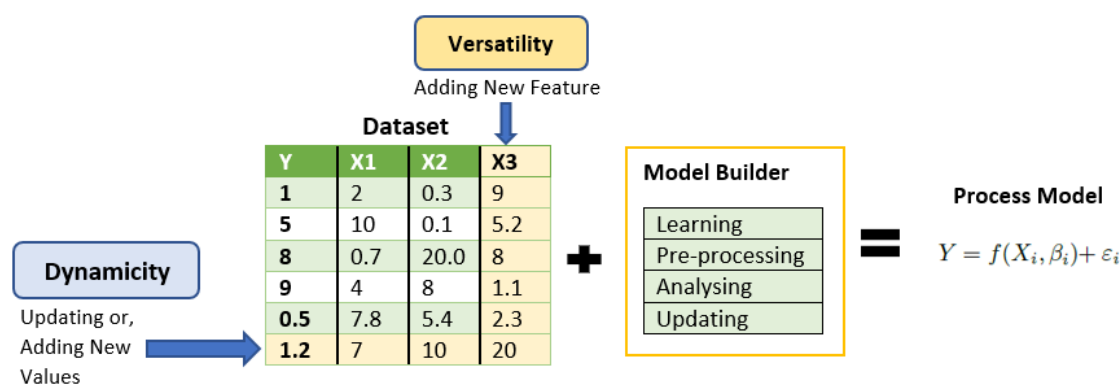 Versatility
Adding New Feature
Dataset
Y X1 X2 X3
1 2 0.3 9
5 10 0.1 5.2
8 0.7 20.0 8
9 4 8 1.1
0.5 7.8 5.4 2.3
1.2 7 10 20
Dynamicity
Updating or,
Adding New
Values
+
Model Builder
Learning
Pre-processing
Analysing
Updating
=
Process Model
Y = f(Xᵢ, βᵢ)+ εᵢ